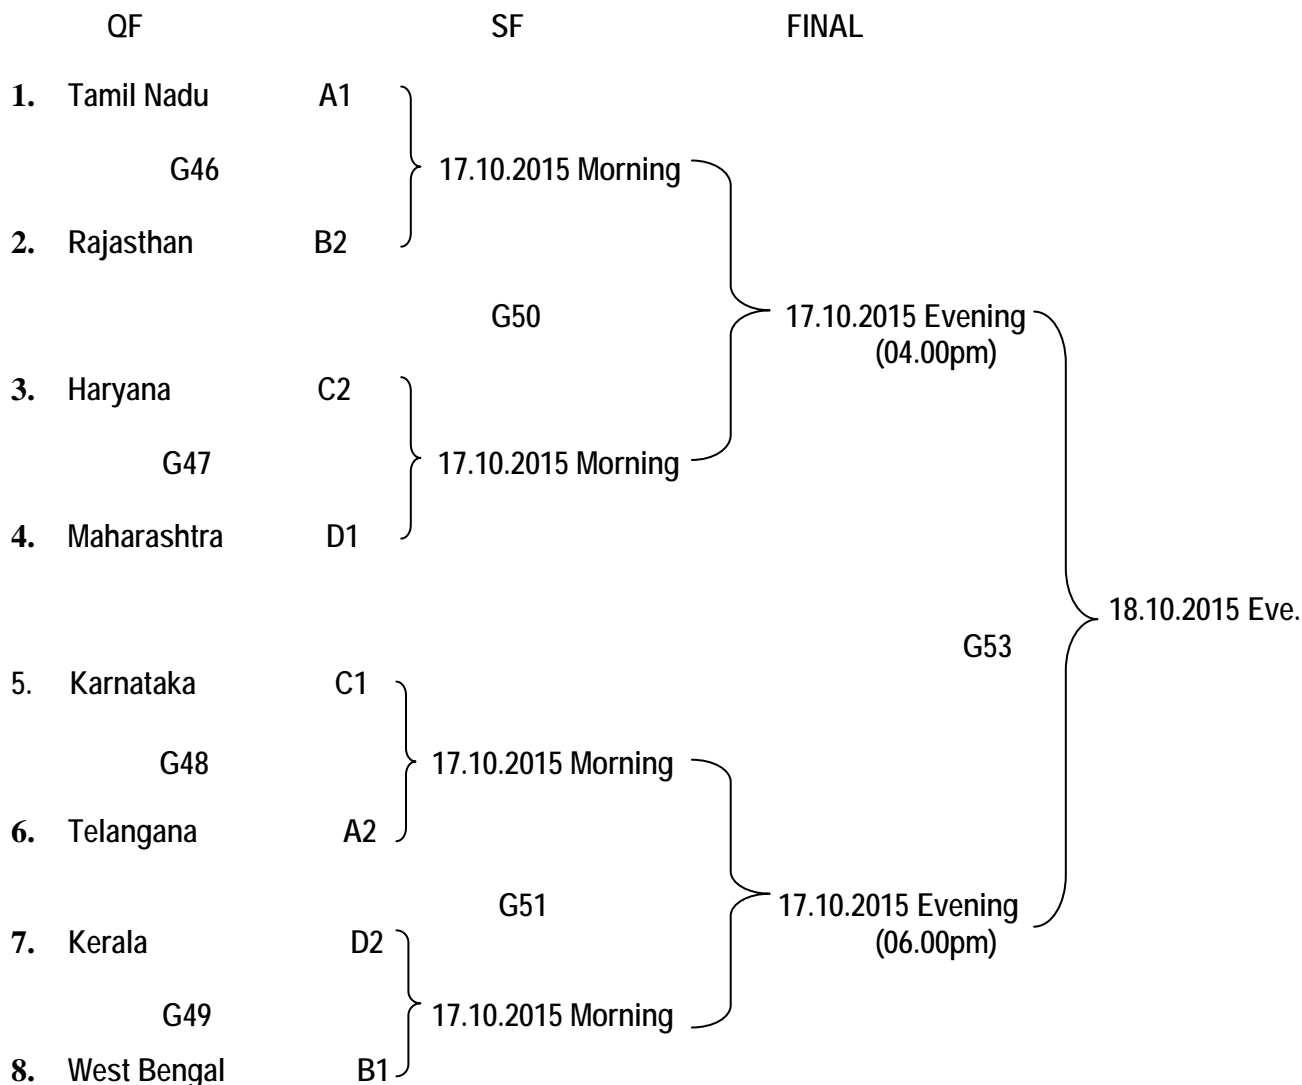 QF SF FINAL
1. Tamil Nadu A1
G46 17.10.2015 Morning
2. Rajasthan B2
G50 17.10.2015 Evening
(04.00pm)
3. Haryana C2
G47 17.10.2015 Morning
4. Maharashtra D1
18.10.2015 Eve.
G53
5. Karnataka C1
G48 17.10.2015 Morning
6. Telangana A2
G51 17.10.2015 Evening
7. Kerala D2 (06.00pm)
G49 17.10.2015 Morning
8. West Bengal B1